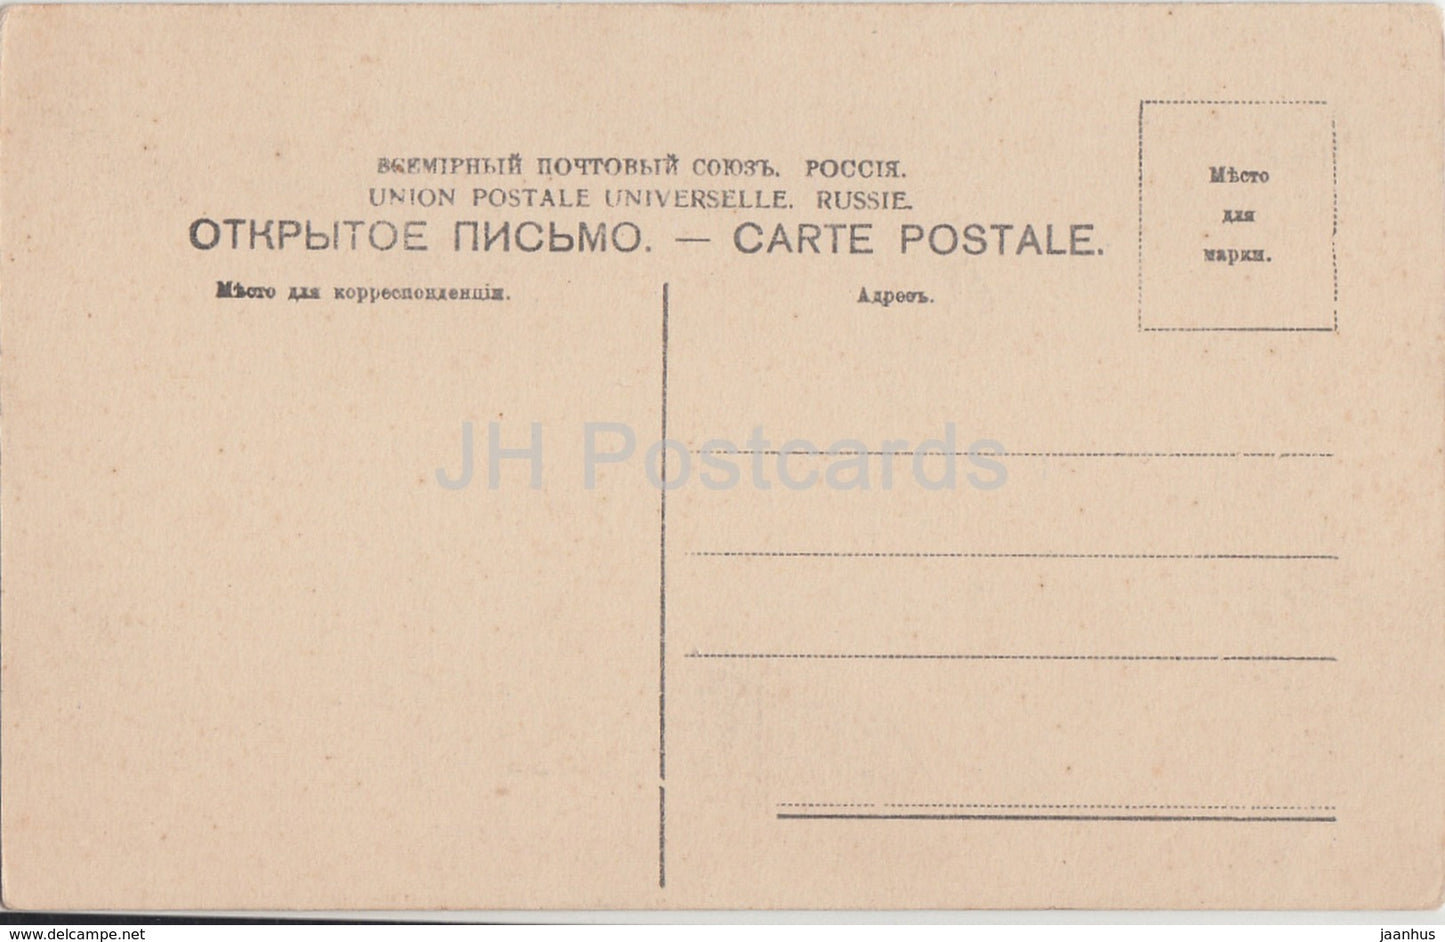 ВСЕМІРНЫЙ ПОЧТОВЫЙ СОЮЗЪ. РОССІЯ.
UNION POSTALE UNIVERSELLE. RUSSIE.
ОТКРЫТОЕ ПИСЬМО. — CARTE POSTALE.
Мѣсто для корреспонденціи.
Адресъ.
Мѣсто
для
марки.
JH Postcards
www.delcampe.net
jaanhus